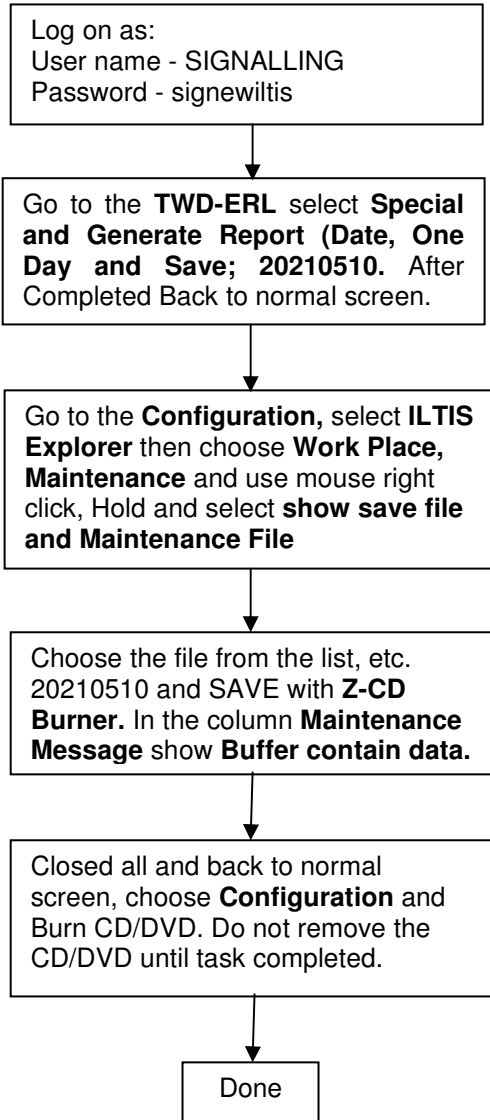 Log on as:
User name - SIGNALLING
Password - signewiltis
Go to the TWD-ERL select Special
and Generate Report (Date, One
Day and Save; 20210510. After
Completed Back to normal screen.
Go to the Configuration, select ILTIS
Explorer then choose Work Place,
Maintenance and use mouse right
click, Hold and select show save file
and Maintenance File
Choose the file from the list, etc.
20210510 and SAVE with Z-CD
Burner. In the column Maintenance
Message show Buffer contain data.
Closed all and back to normal
screen, choose Configuration and
Burn CD/DVD. Do not remove the
CD/DVD until task completed.
Done